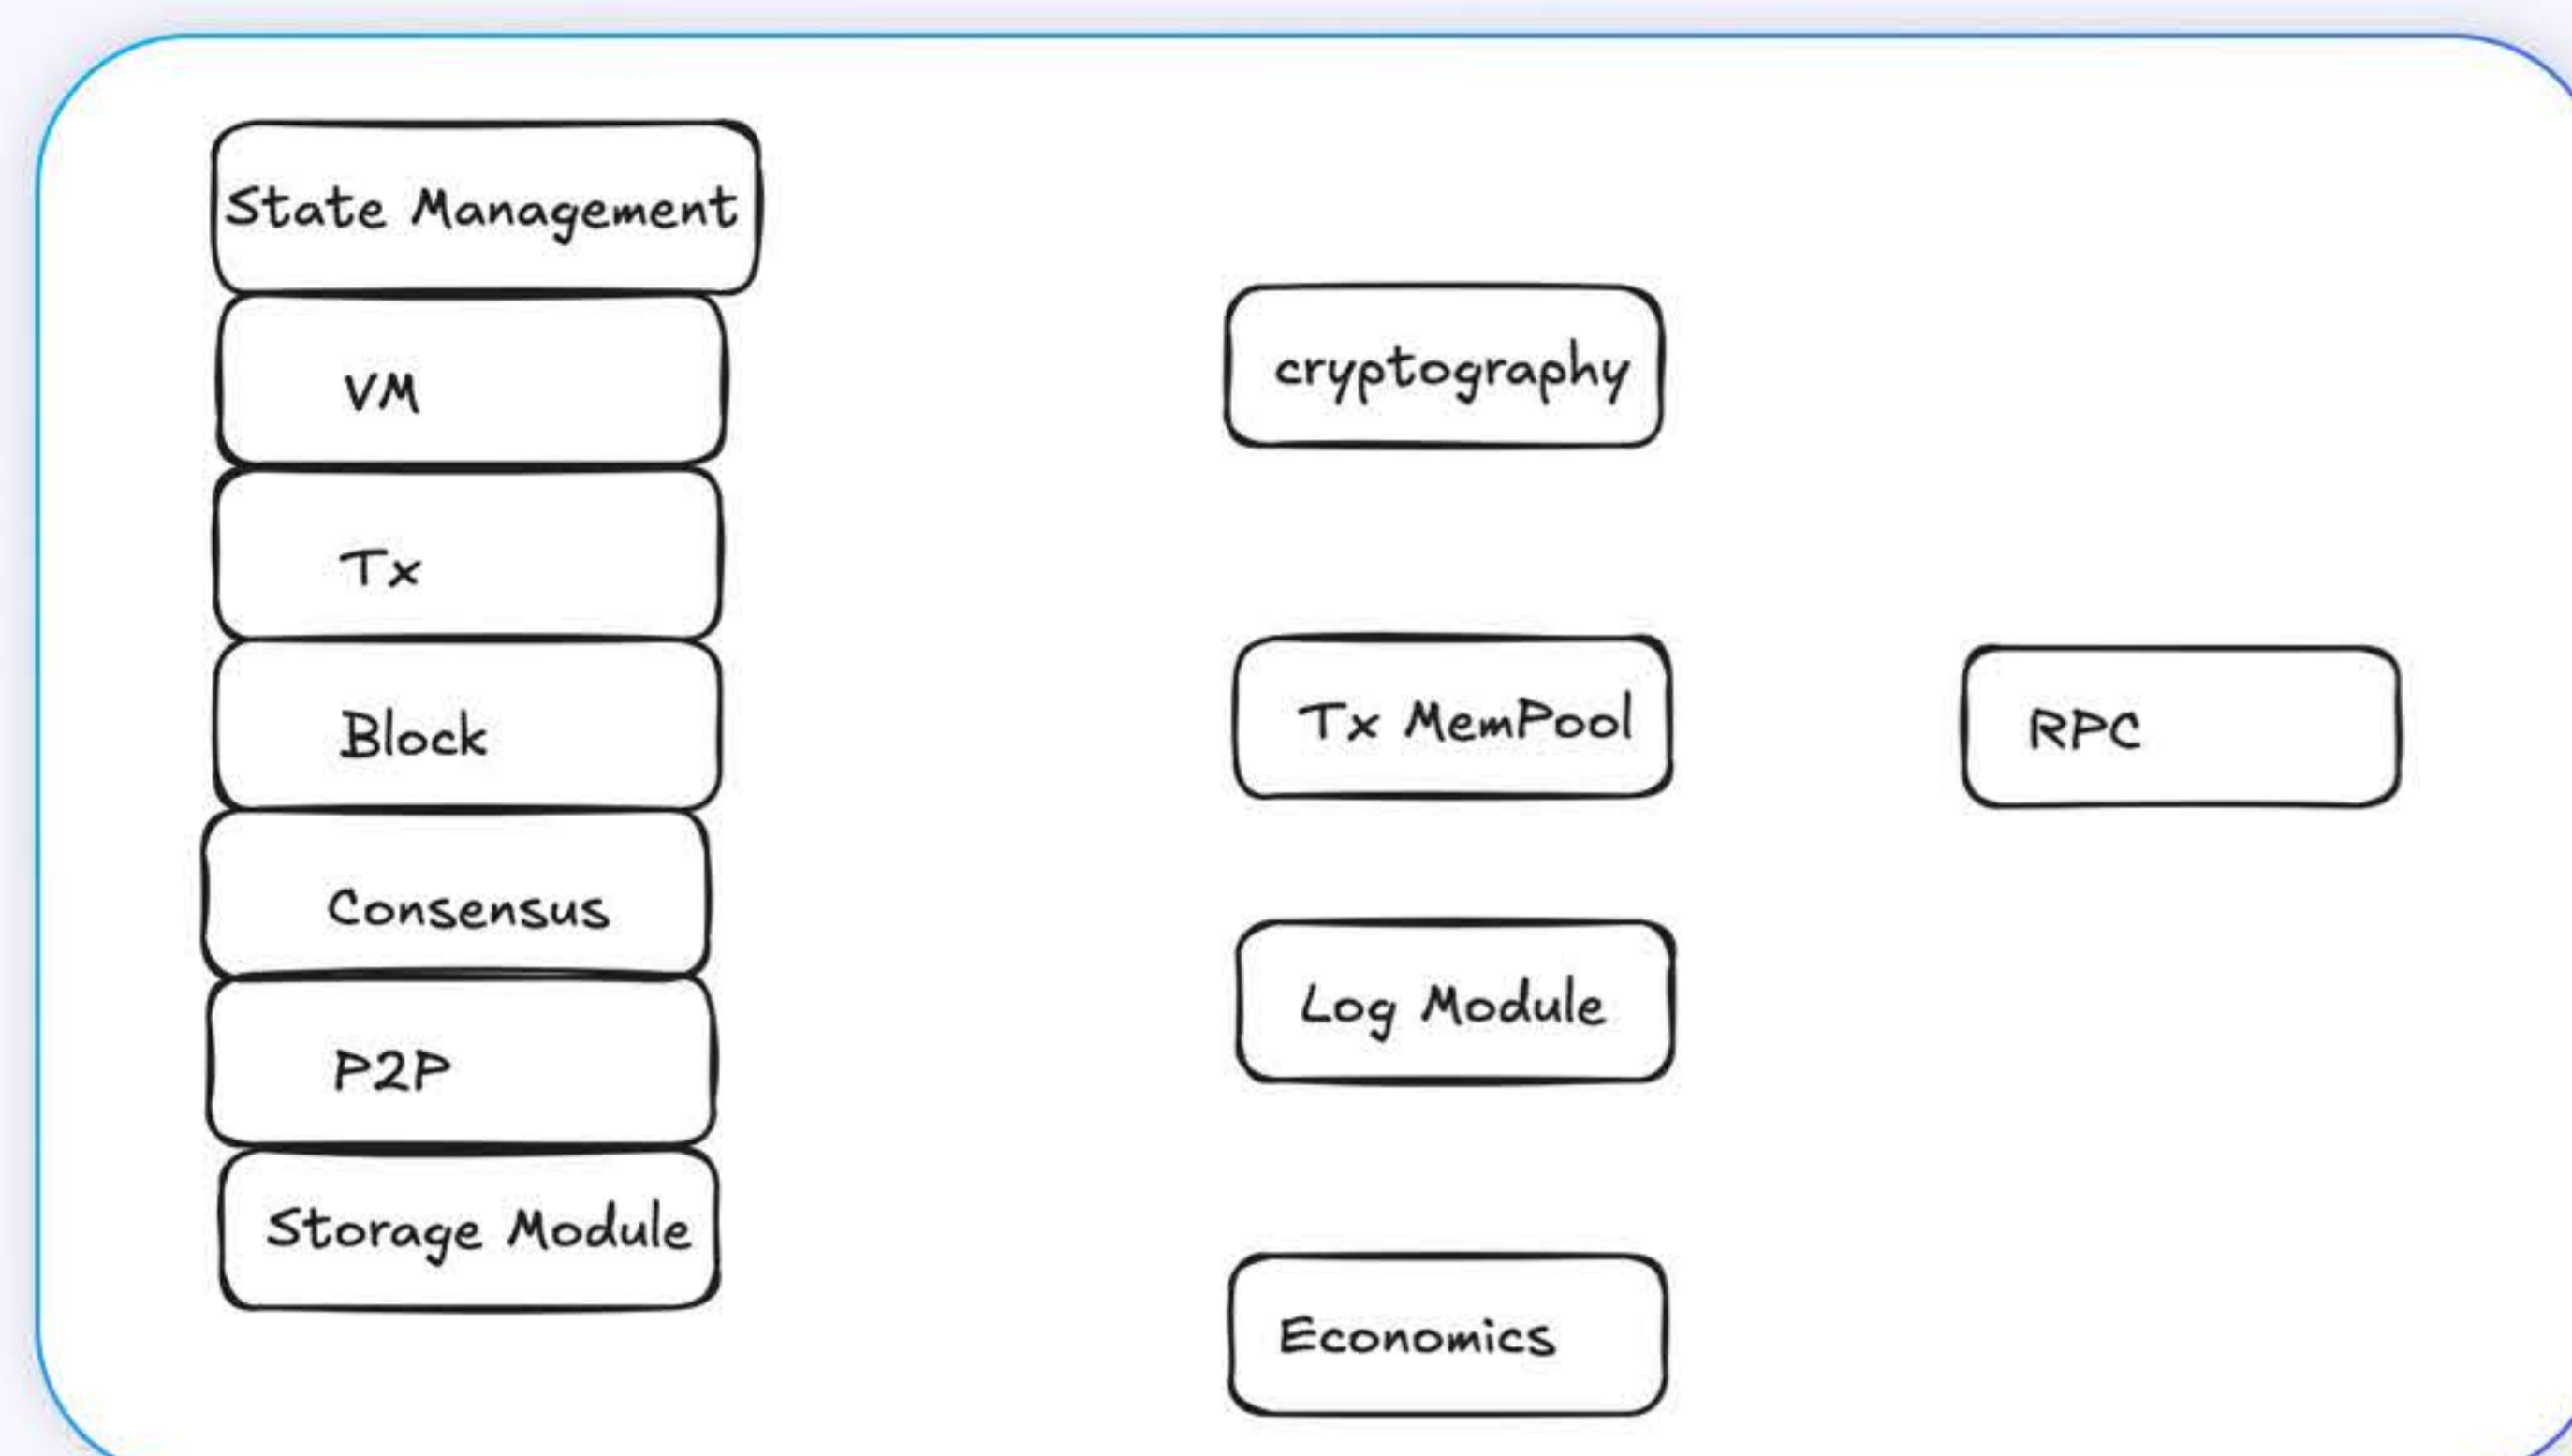 State Management
VM
Tx
Block
Consensus
P2P
Storage Module
cryptography
Tx MemPool
Log Module
Economics
RPC